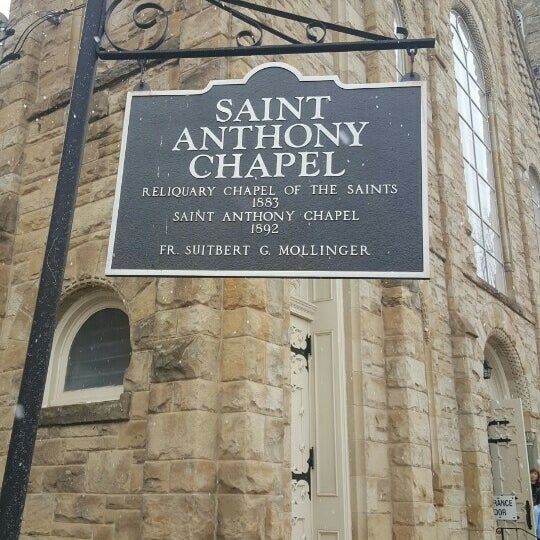 SAINT
ANTHONY
CHAPEL
RELIQUARY CHAPEL OF THE SAINTS
1883
SAINT ANTHONY CHAPEL
1892
FR. SUITBERT G. MOLLINGER